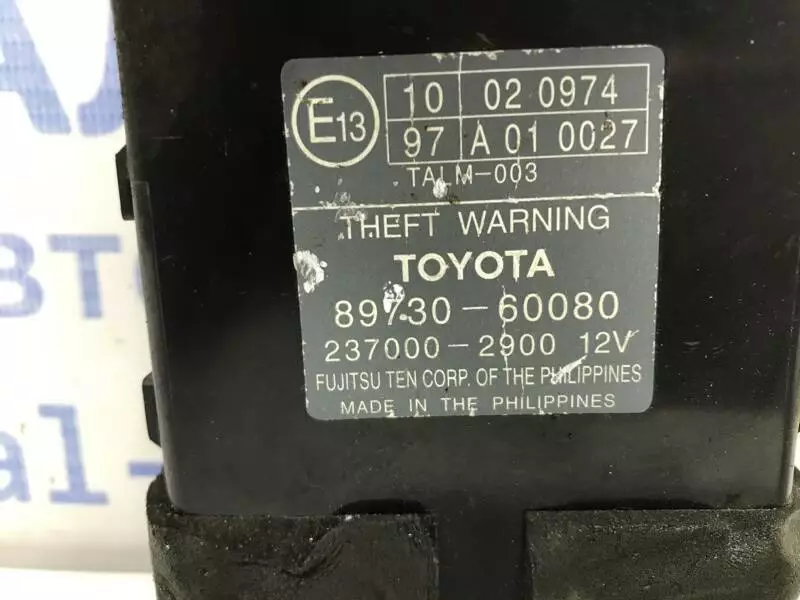 E13
10 02 0974
97 A 01 0027
TALM-003
THEFT WARNING
TOYOTA
89730-60080
237000-2900 12V
FUJITSU TEN CORP. OF THE PHILIPPINES
MADE IN THE PHILIPPINES
al-